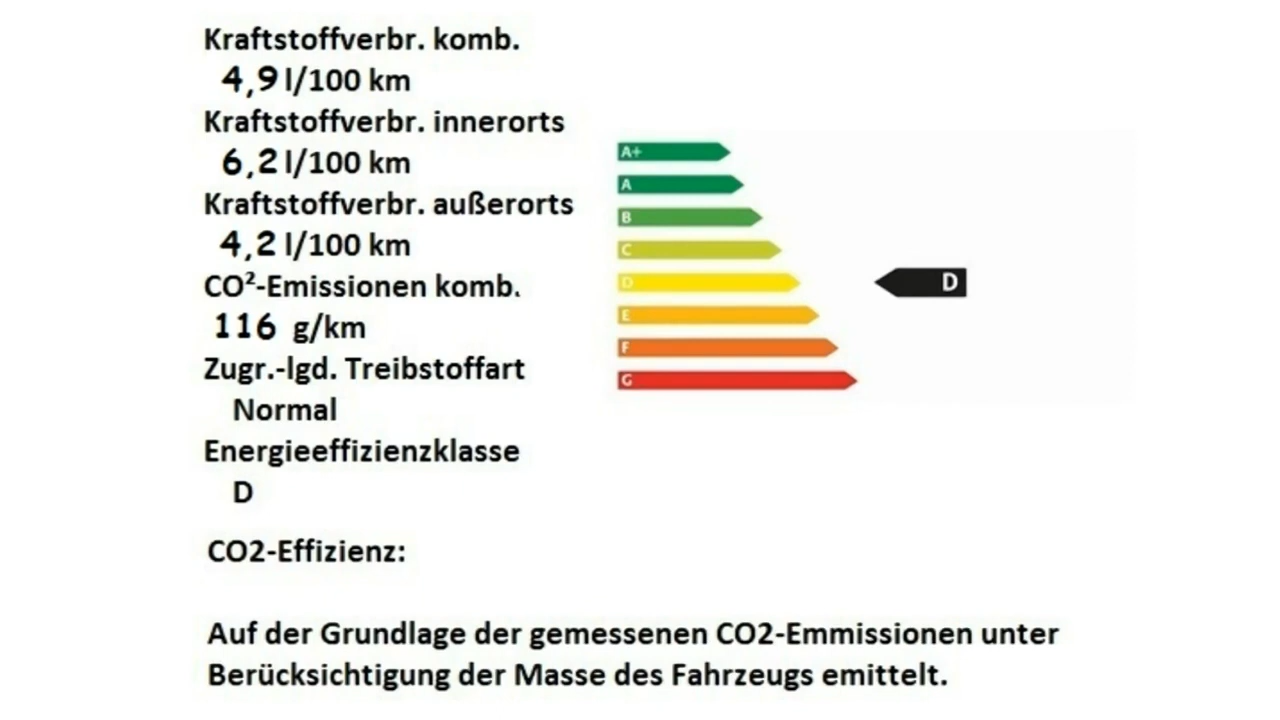 Kraftstoffverbr. komb.
4,9 l/100 km
Kraftstoffverbr. innerorts
6,2 l/100 km
Kraftstoffverbr. außerorts
4,2 l/100 km
CO²-Emissionen komb.
116 g/km
Zugr.-lgd. Treibstoffart
Normal
Energieeffizienzklasse
D
A+
A
B
C
D
D
E
F
G
CO2-Effizienz:
Auf der Grundlage der gemessenen CO2-Emmissionen unter
Berücksichtigung der Masse des Fahrzeugs emittelt.